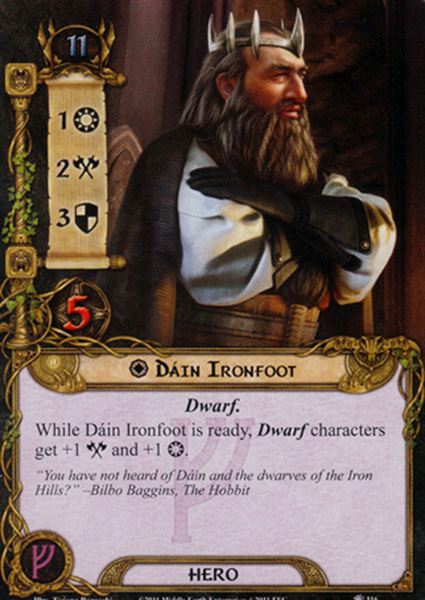 11
1
2
3
5
DÁIN IRONFOOT
Dwarf.
While Dáin Ironfoot is ready, Dwarf characters
get +1 and +1 .
“You have not heard of Dáin and the dwarves of the Iron
Hills?” –Bilbo Baggins, The Hobbit
HERO